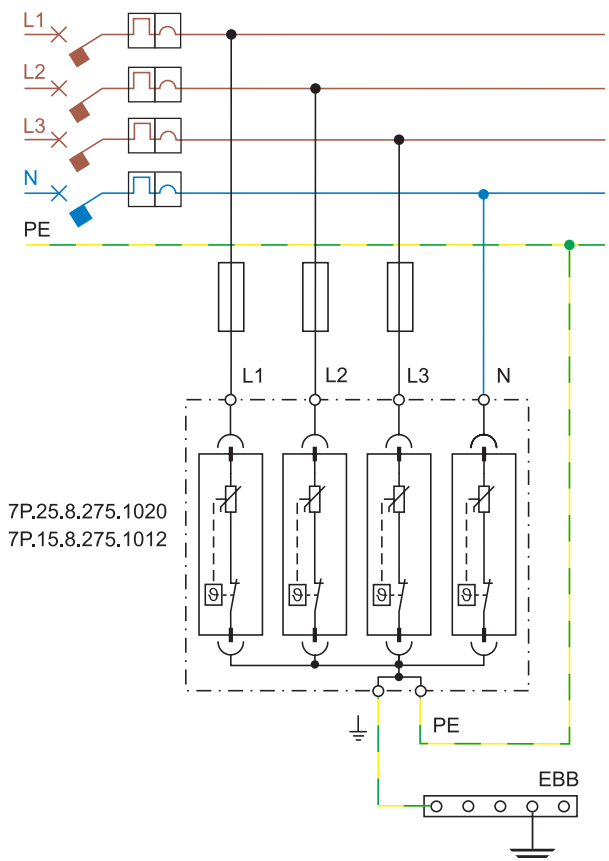 L1
L2
L3
N
PE
L1 L2 L3 N
7P.25.8.275.1020
7P.15.8.275.1012
ϑ ϑ ϑ ϑ
PE
EBB